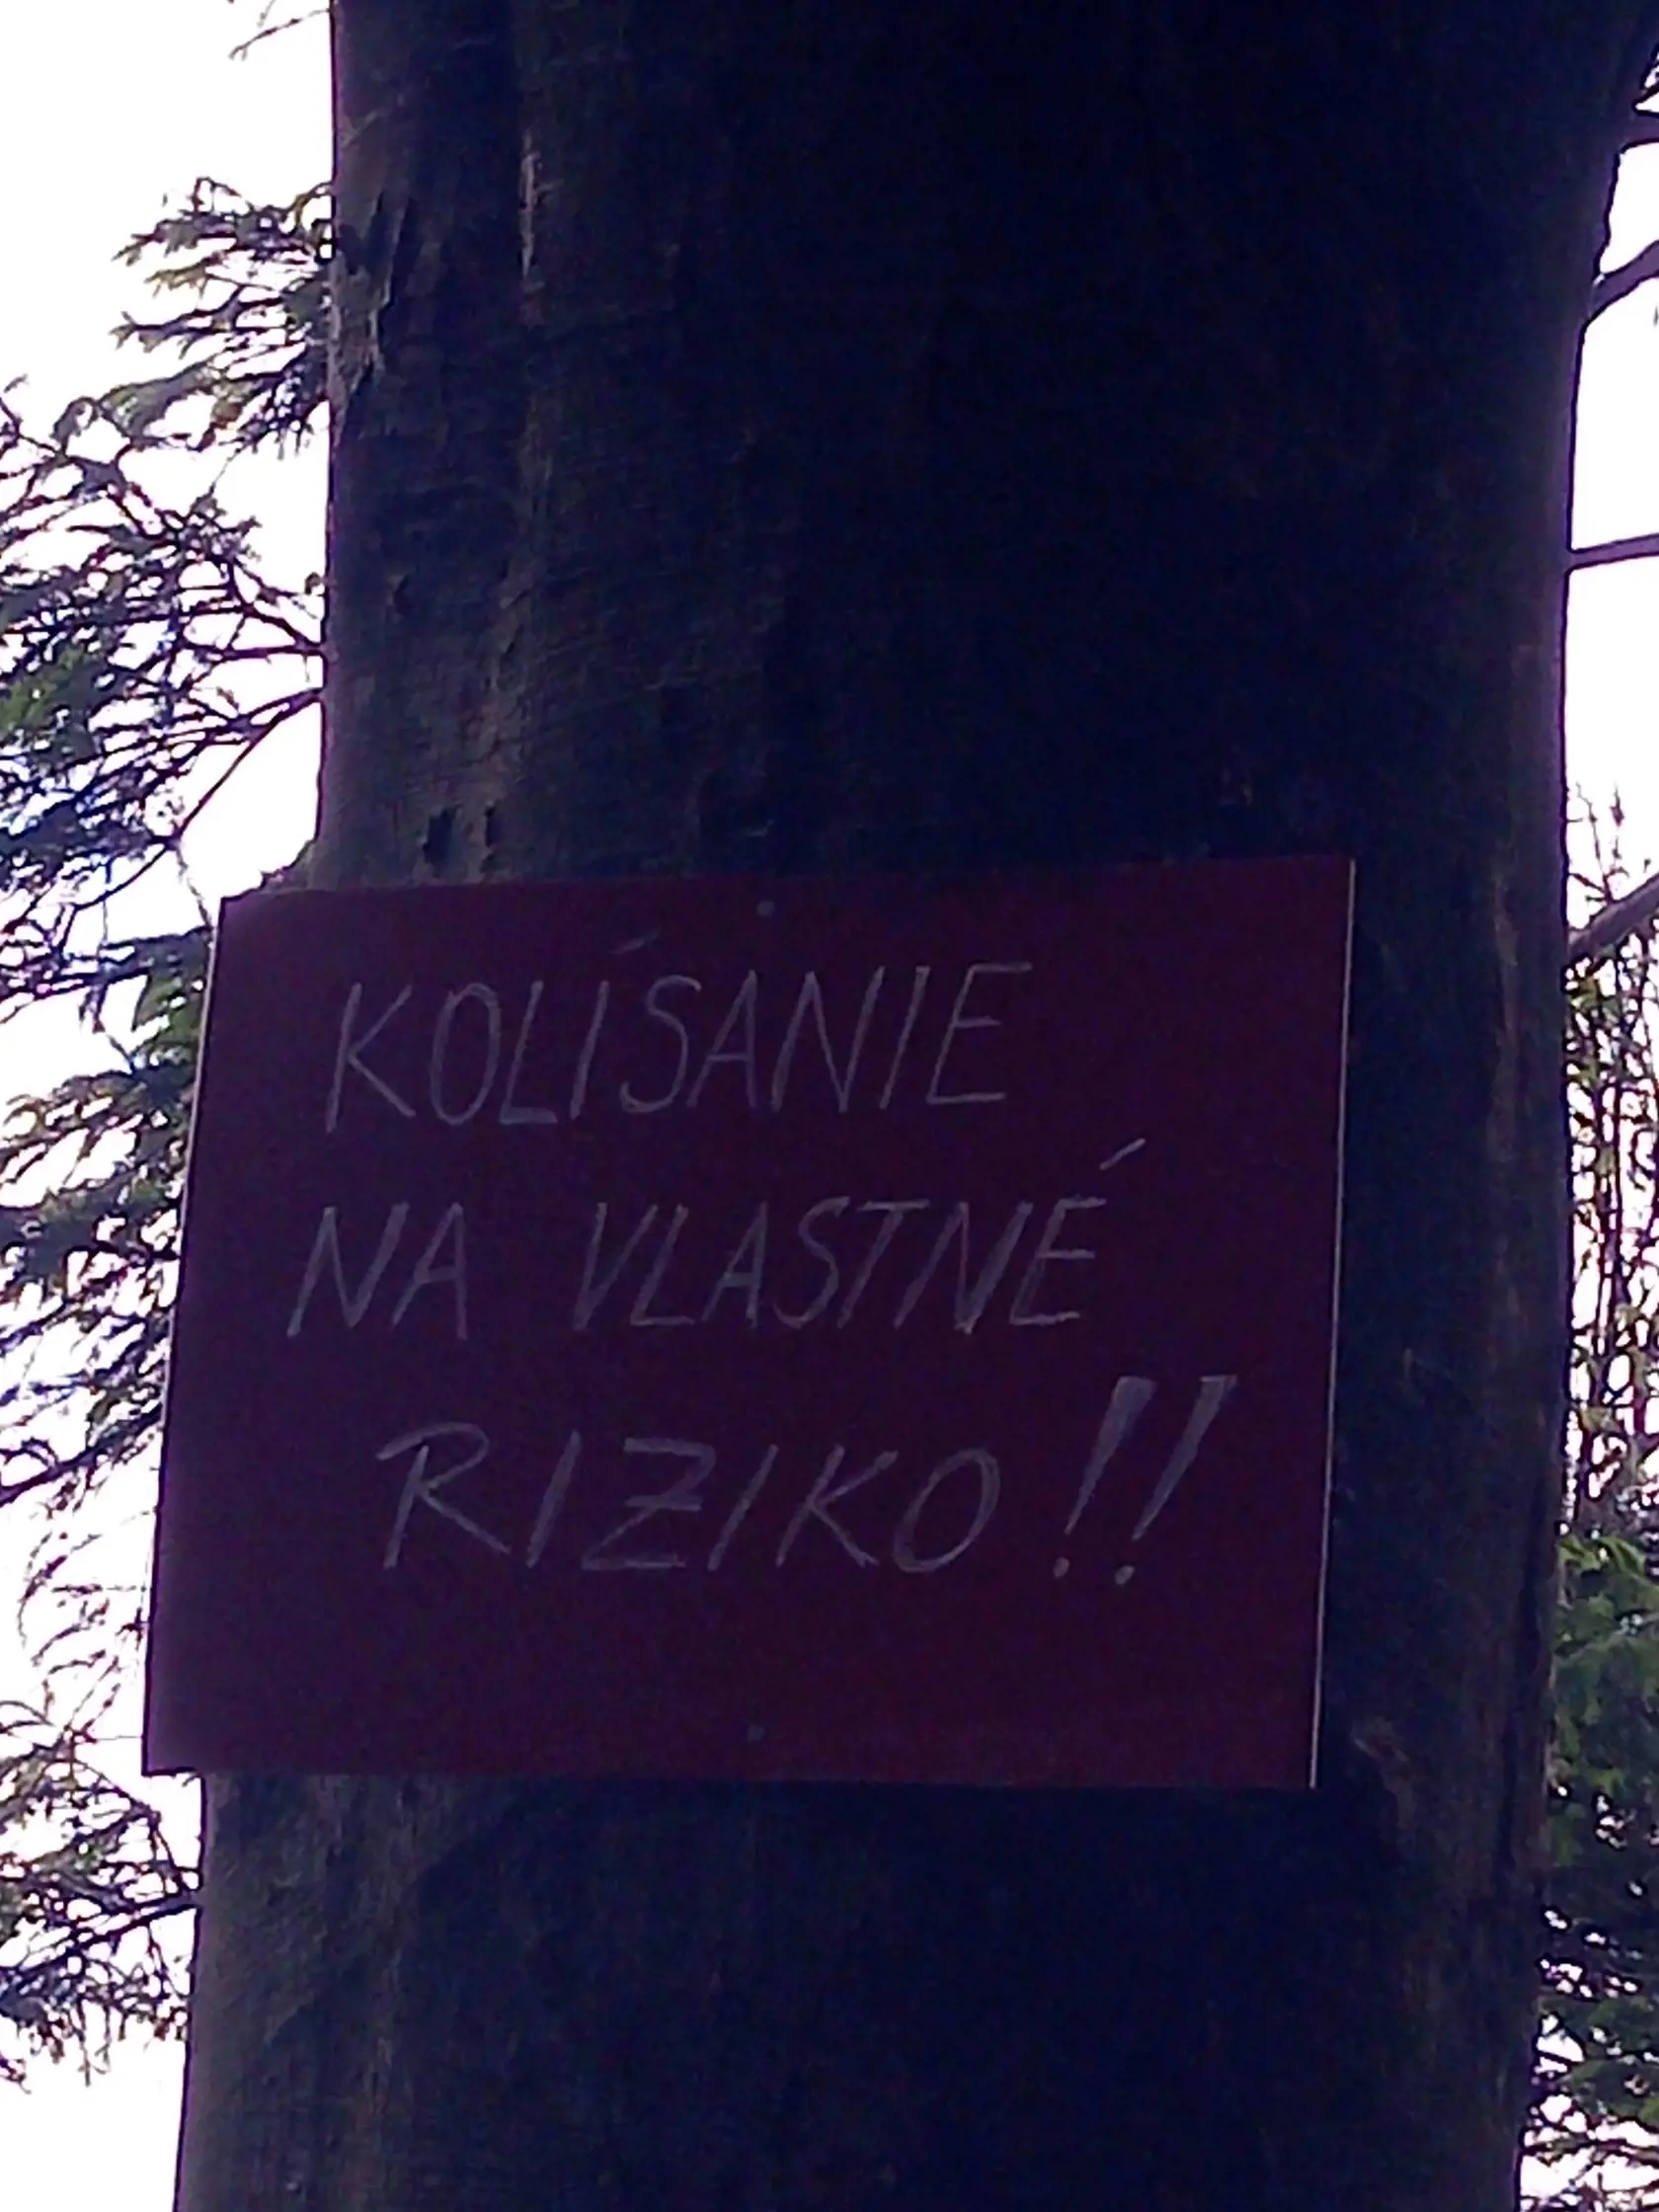 KOLÍSANIE
NA VLASTNÉ
RIZIKO!!